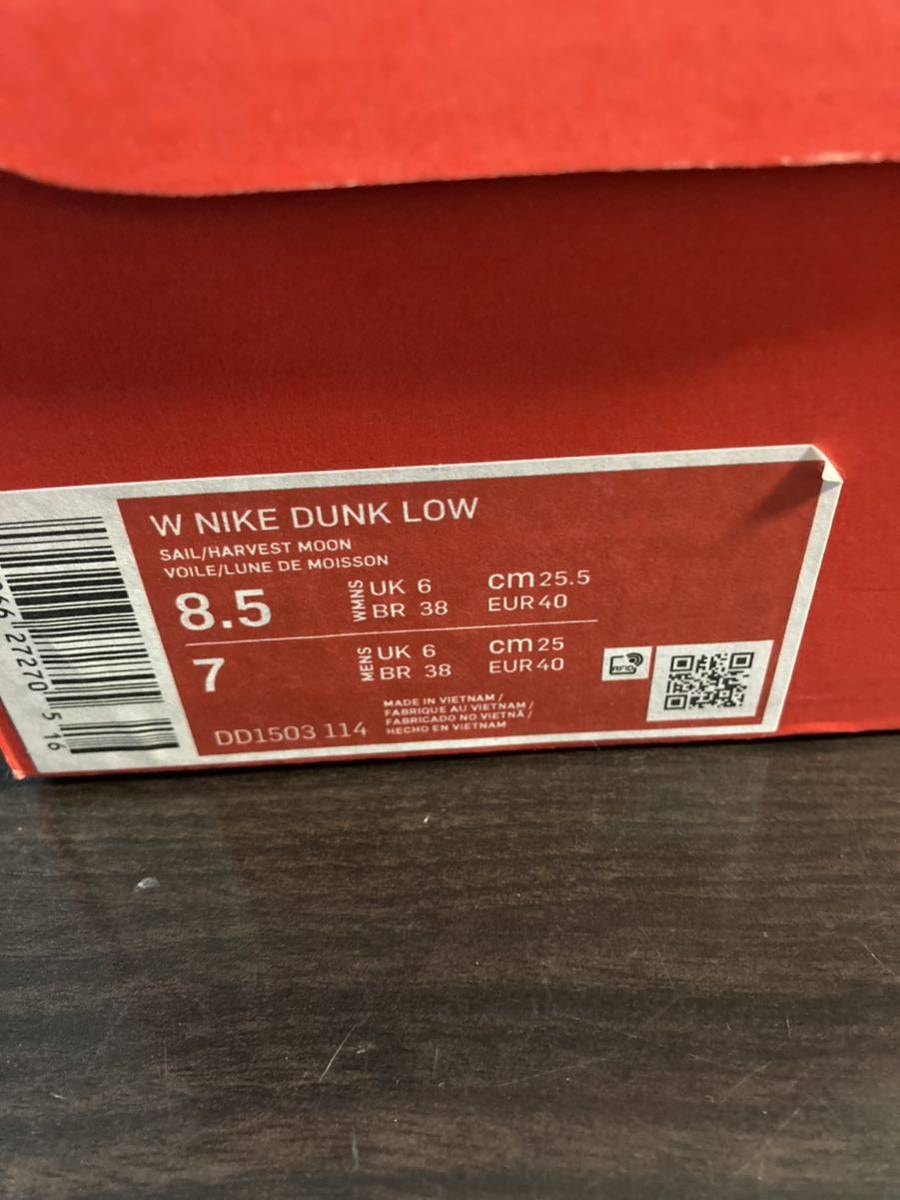 W NIKE DUNK LOW
SAIL/HARVEST MOON
VOILE/LUNE DE MOISSON
8.5 WMNS UK 6 cm 25.5
BR 38 EUR 40
7 MENS UK 6 cm 25
BR 38 EUR 40
DD1503 114
MADE IN VIETNAM /
FABRIQUE AU VIETNAM /
FABRICADO NO VIETNÃ /
HECHO EN VIETNAM
RFID
27270 516